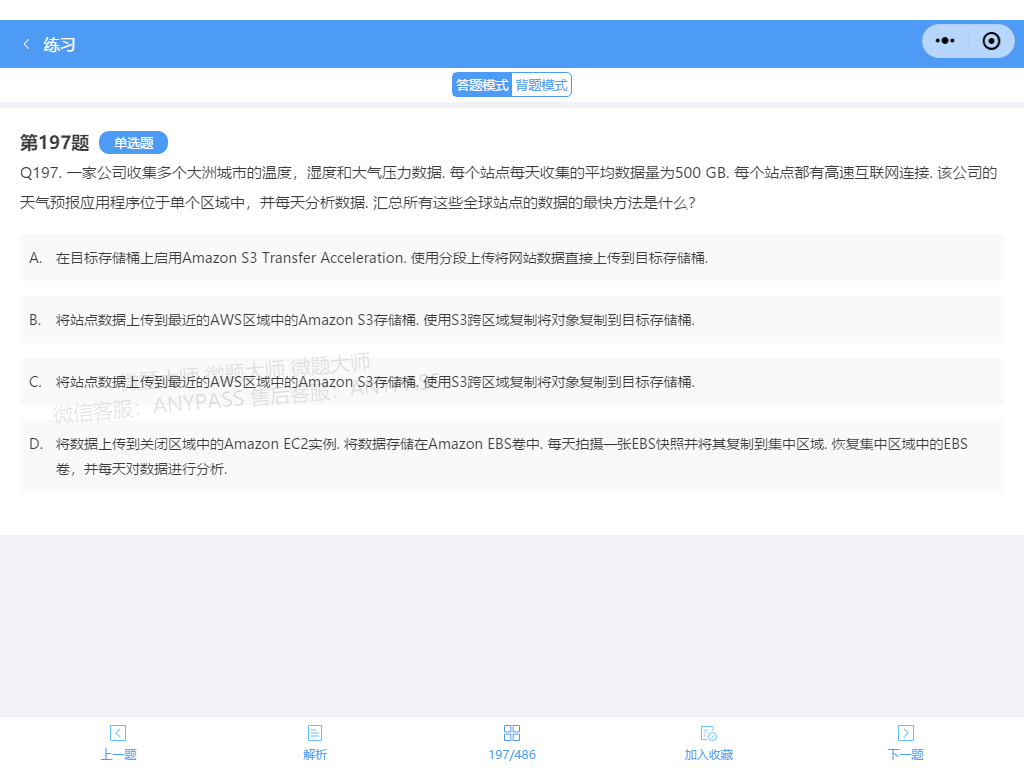 练习
答题模式 背题模式
第197题 单选题
Q197. 一家公司收集多个大洲城市的温度，湿度和大气压力数据. 每个站点每天收集的平均数据量为500 GB. 每个站点都有高速互联网连接. 该公司的
天气预报应用程序位于单个区域中，并每天分析数据. 汇总所有这些全球站点的数据的最快方法是什么？
A. 在目标存储桶上启用Amazon S3 Transfer Acceleration. 使用分段上传将网站数据直接上传到目标存储桶.
B. 将站点数据上传到最近的AWS区域中的Amazon S3存储桶. 使用S3跨区域复制将对象复制到目标存储桶.
微题大师 微题大师 微题大师
C. 将站点数据上传到最近的AWS区域中的Amazon S3存储桶. 使用S3跨区域复制将对象复制到目标存储桶.
微信客服：ANYPASS 售后客服：ANYPASS
D. 将数据上传到关闭区域中的Amazon EC2实例. 将数据存储在Amazon EBS卷中. 每天拍摄一张EBS快照并将其复制到集中区域. 恢复集中区域中的EBS
卷，并每天对数据进行分析.
上一题 解析 197/486 加入收藏 下一题